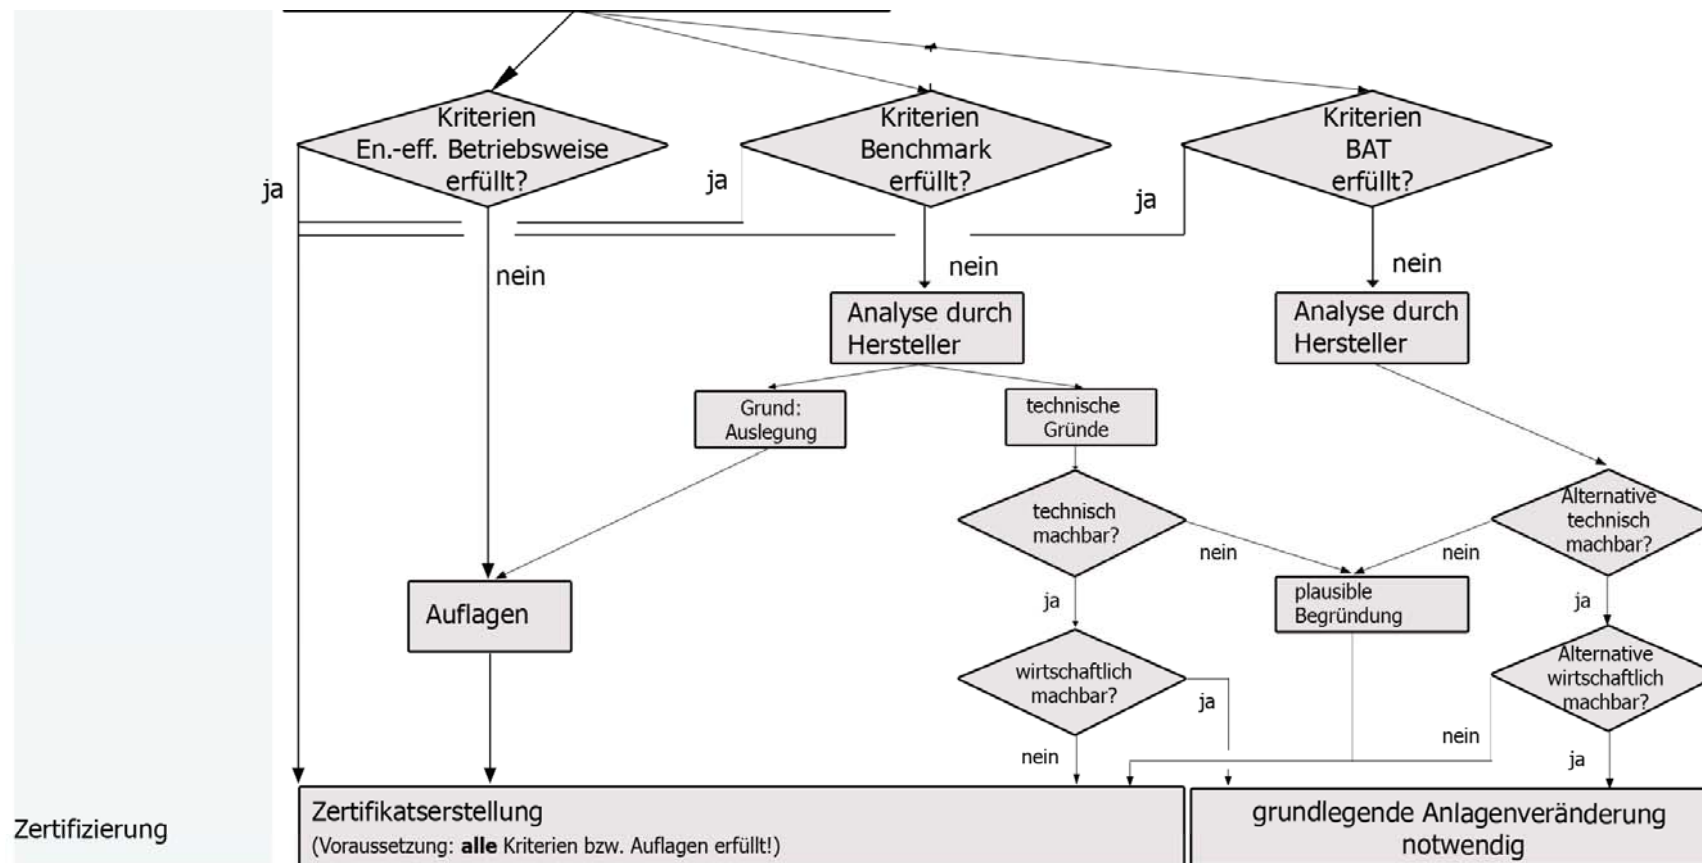 Kriterien
En.-eff. Betriebsweise
erfüllt?
Kriterien
Benchmark
erfüllt?
Kriterien
BAT
erfüllt?
ja
ja
ja
nein
nein
nein
Analyse durch
Hersteller
Analyse durch
Hersteller
Grund:
Auslegung
technische
Gründe
technisch
machbar?
Alternative
technisch
machbar?
nein
nein
Auflagen
ja
plausible
Begründung
ja
wirtschaftlich
machbar?
Alternative
wirtschaftlich
machbar?
ja
nein
nein
ja
Zertifizierung
Zertifikatserstellung
(Voraussetzung: alle Kriterien bzw. Auflagen erfüllt!)
grundlegende Anlagenveränderung
notwendig